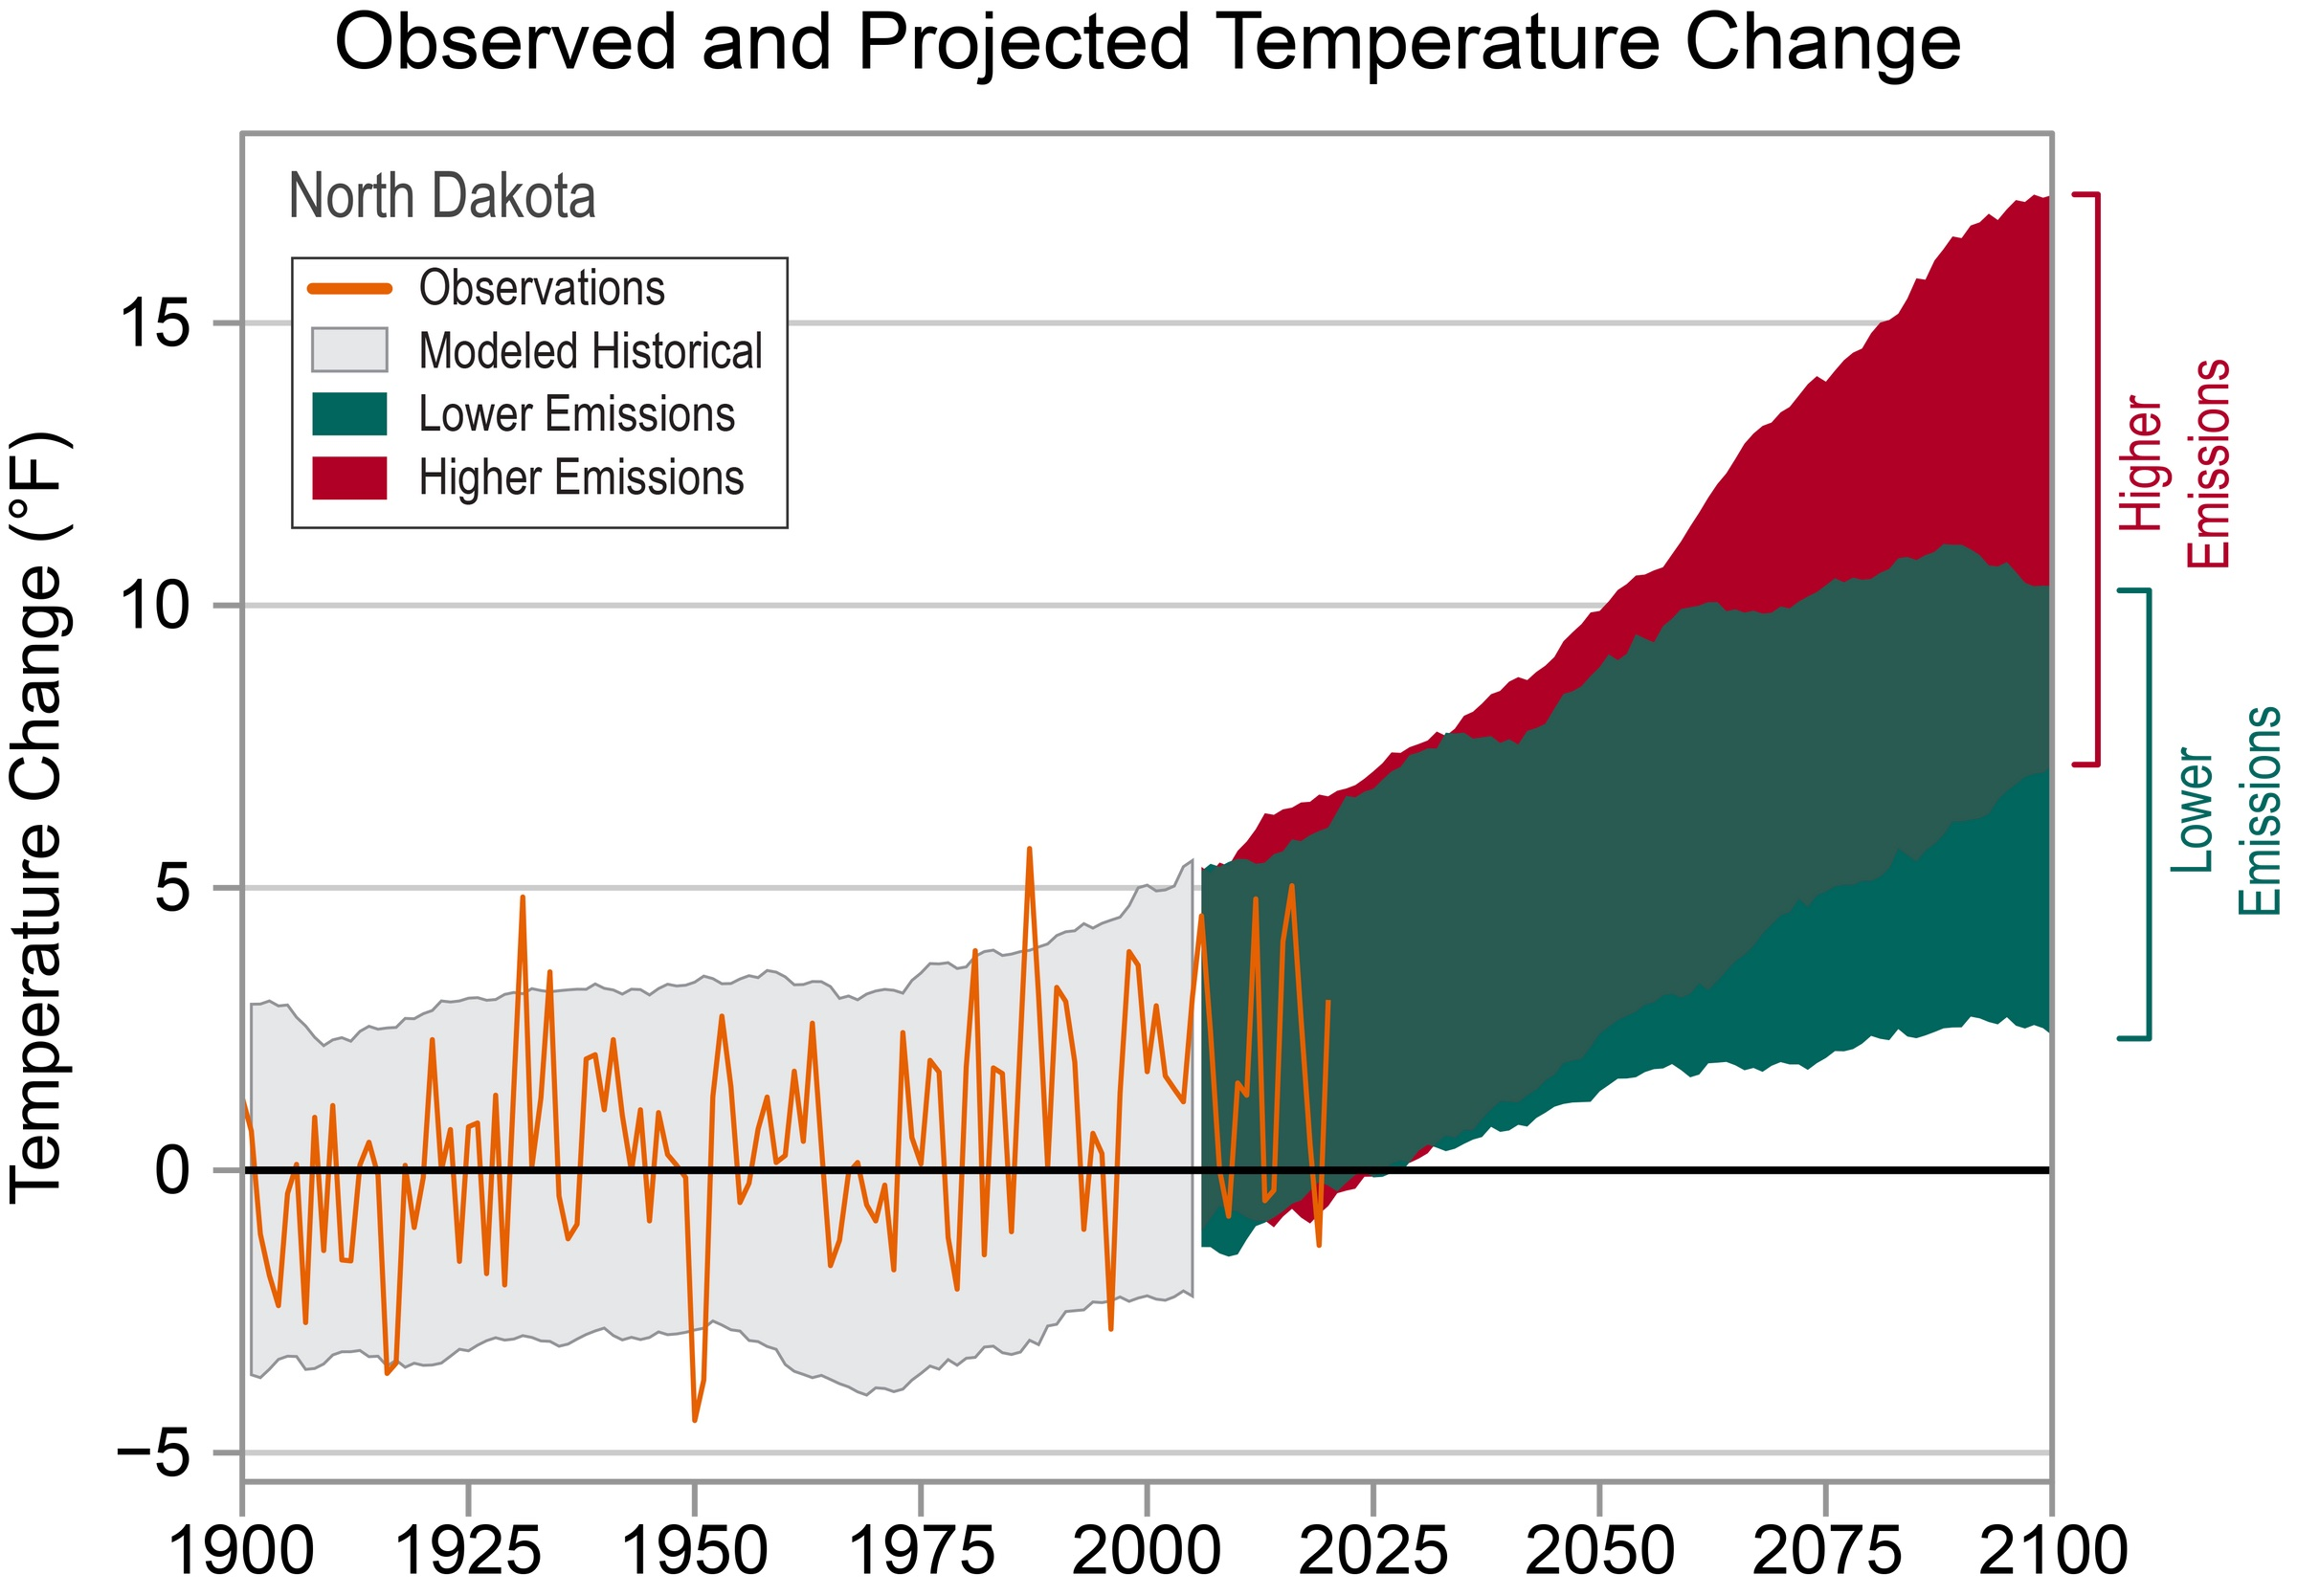 Observed and Projected Temperature Change
North Dakota
Observations
Modeled Historical
Lower Emissions
Higher Emissions
Temperature Change (°F)
15
10
5
0
−5
1900 1925 1950 1975 2000 2025 2050 2075 2100
Higher
Emissions
Lower
Emissions